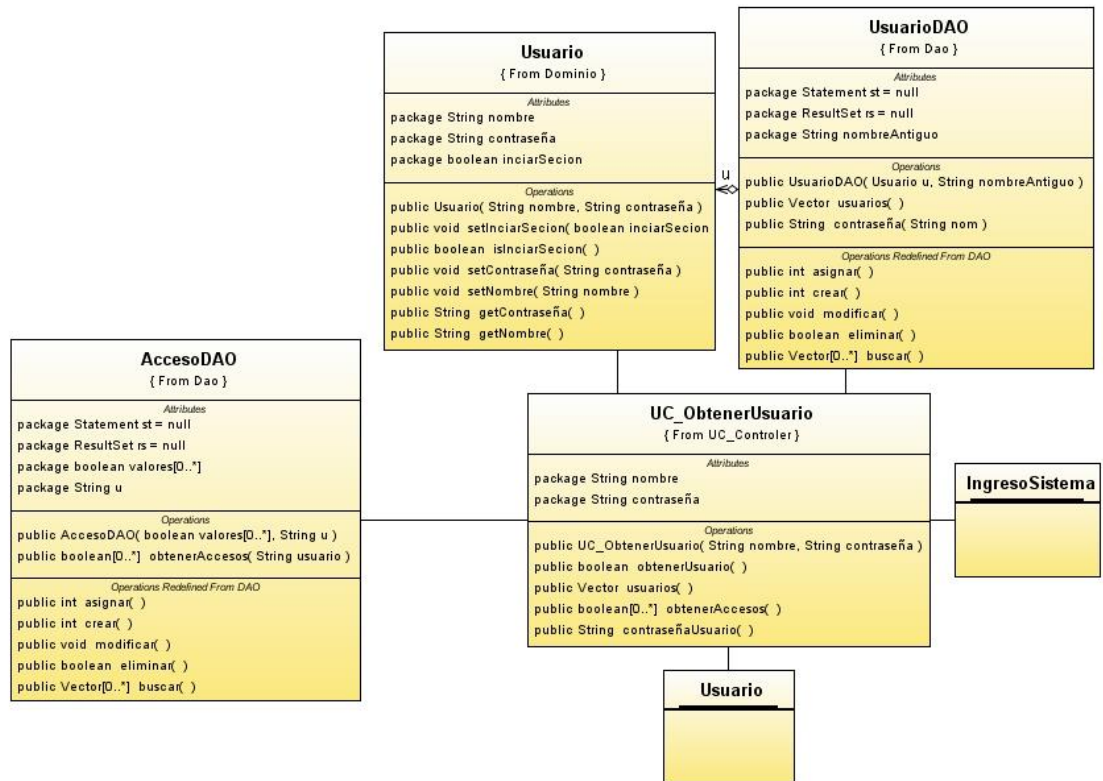 Usuario
{ From Dominio }
Attributes
package String nombre
package String contraseña
package boolean inciarSecion
Operations
public Usuario( String nombre, String contraseña )
public void setInciarSecion( boolean inciarSecion
public boolean isInciarSecion( )
public void setContraseña( String contraseña )
public void setNombre( String nombre )
public String getContraseña( )
public String getNombre( )
u
UsuarioDAO
{ From Dao }
Attributes
package Statement st = null
package ResultSet rs = null
package String nombreAntiguo
Operations
public UsuarioDAO( Usuario u, String nombreAntiguo )
public Vector usuarios( )
public String contraseña( String nom )
Operations Redefined From DAO
public int asignar( )
public int crear( )
public void modificar( )
public boolean eliminar( )
public Vector[0..*] buscar( )
AccesoDAO
{ From Dao }
Attributes
package Statement st = null
package ResultSet rs = null
package boolean valores[0..*]
package String u
Operations
public AccesoDAO( boolean valores[0..*], String u )
public boolean[0..*] obtenerAccesos( String usuario )
Operations Redefined From DAO
public int asignar( )
public int crear( )
public void modificar( )
public boolean eliminar( )
public Vector[0..*] buscar( )
UC_ObtenerUsuario
{ From UC_Controler }
Attributes
package String nombre
package String contraseña
Operations
public UC_ObtenerUsuario( String nombre, String contraseña )
public boolean obtenerUsuario( )
public Vector usuarios( )
public boolean[0..*] obtenerAccesos( )
public String contraseñaUsuario( )
IngresoSistema
Usuario